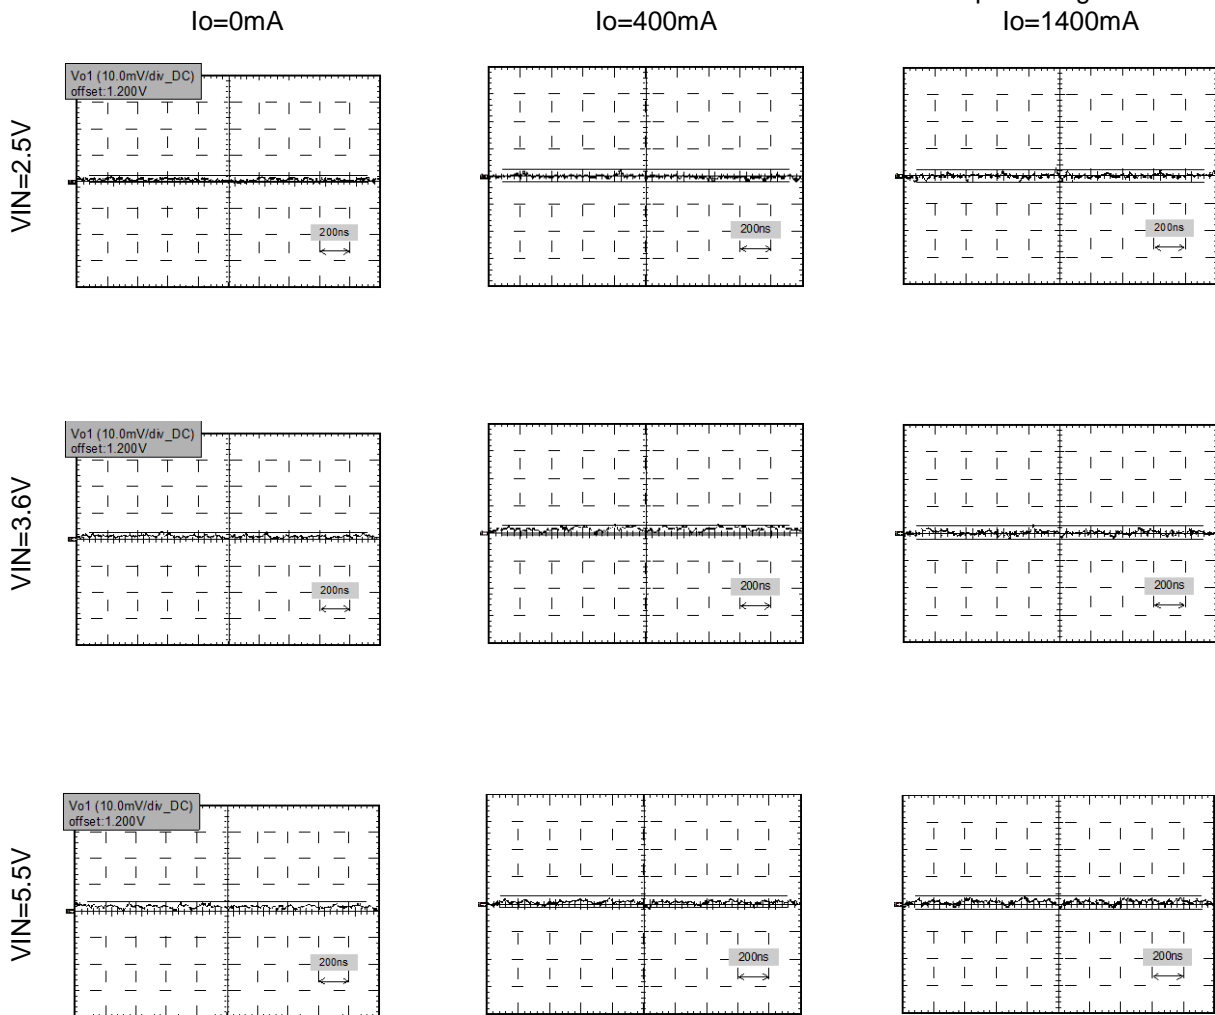 Io=0mA
Io=400mA
Io=1400mA
VIN=2.5V
Vo1 (10.0mV/div_DC)
offset:1.200V
200ns
200ns
200ns
VIN=3.6V
Vo1 (10.0mV/div_DC)
offset:1.200V
200ns
200ns
200ns
VIN=5.5V
Vo1 (10.0mV/div_DC)
offset:1.200V
200ns
200ns
200ns